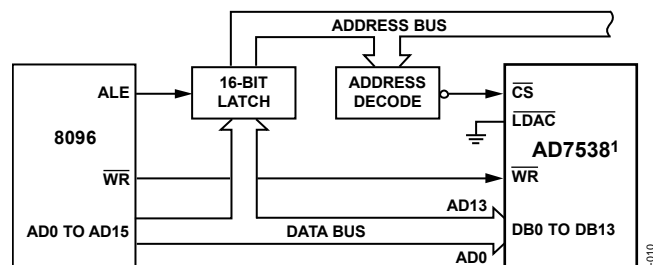 ADDRESS BUS
ALE
16-BIT
LATCH
ADDRESS
DECODE
CS
LDAC
8096
AD7538¹
WR
WR
AD13
AD0 TO AD15
DATA BUS
DB0 TO DB13
AD0
-010